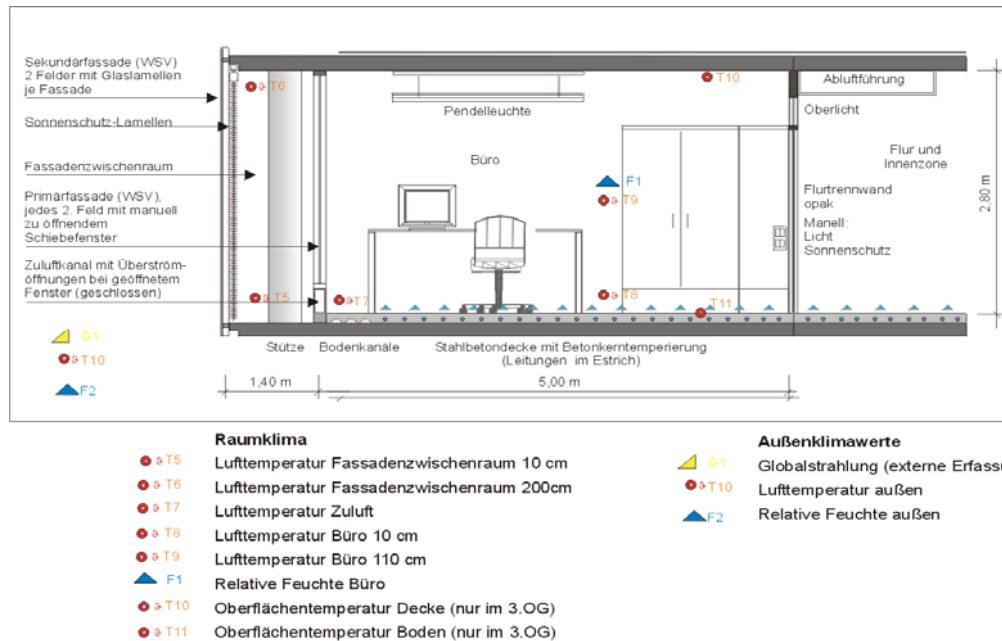 Sekundärfassade (WSV)
2 Felder mit Glaslamellen
je Fassade
Sonnenschutz-Lamellen
Fassadenzwischenraum
Primärfassade (WSV),
jedes 2. Feld mit manuell
zu öffnendem
Schiebefenster
Zuluftkanal mit Überström-
öffnungen bei geöffnetem
Fenster (geschlossen)
G1
T10
F2
T6
T5
T7
Pendelleuchte
Büro
F1
T9
T8
T10
T11
Abluftführung
Oberlicht
Flur und
Innenzone
Flurtrennwand
opak
Manell:
Licht
Sonnenschutz
2,80 m
Stütze
Bodenkanäle
Stahlbetondecke mit Betonkerntemperierung
(Leitungen im Estrich)
1,40 m
5,00 m
Raumklima
T5 Lufttemperatur Fassadenzwischenraum 10 cm
T6 Lufttemperatur Fassadenzwischenraum 200cm
T7 Lufttemperatur Zuluft
T8 Lufttemperatur Büro 10 cm
T9 Lufttemperatur Büro 110 cm
F1 Relative Feuchte Büro
T10 Oberflächentemperatur Decke (nur im 3.OG)
T11 Oberflächentemperatur Boden (nur im 3.OG)
Außenklimawerte
G1 Globalstrahlung (externe Erfass
T10 Lufttemperatur außen
F2 Relative Feuchte außen